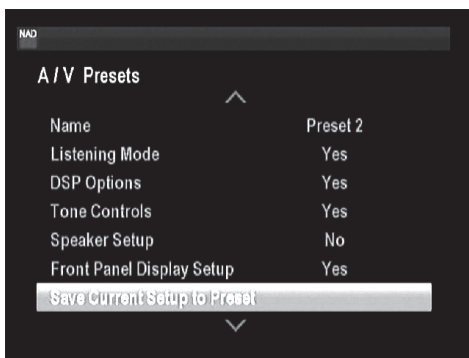 NAD
A / V Presets
Name Preset 2
Listening Mode Yes
DSP Options Yes
Tone Controls Yes
Speaker Setup No
Front Panel Display Setup Yes
Save Current Setup to Preset